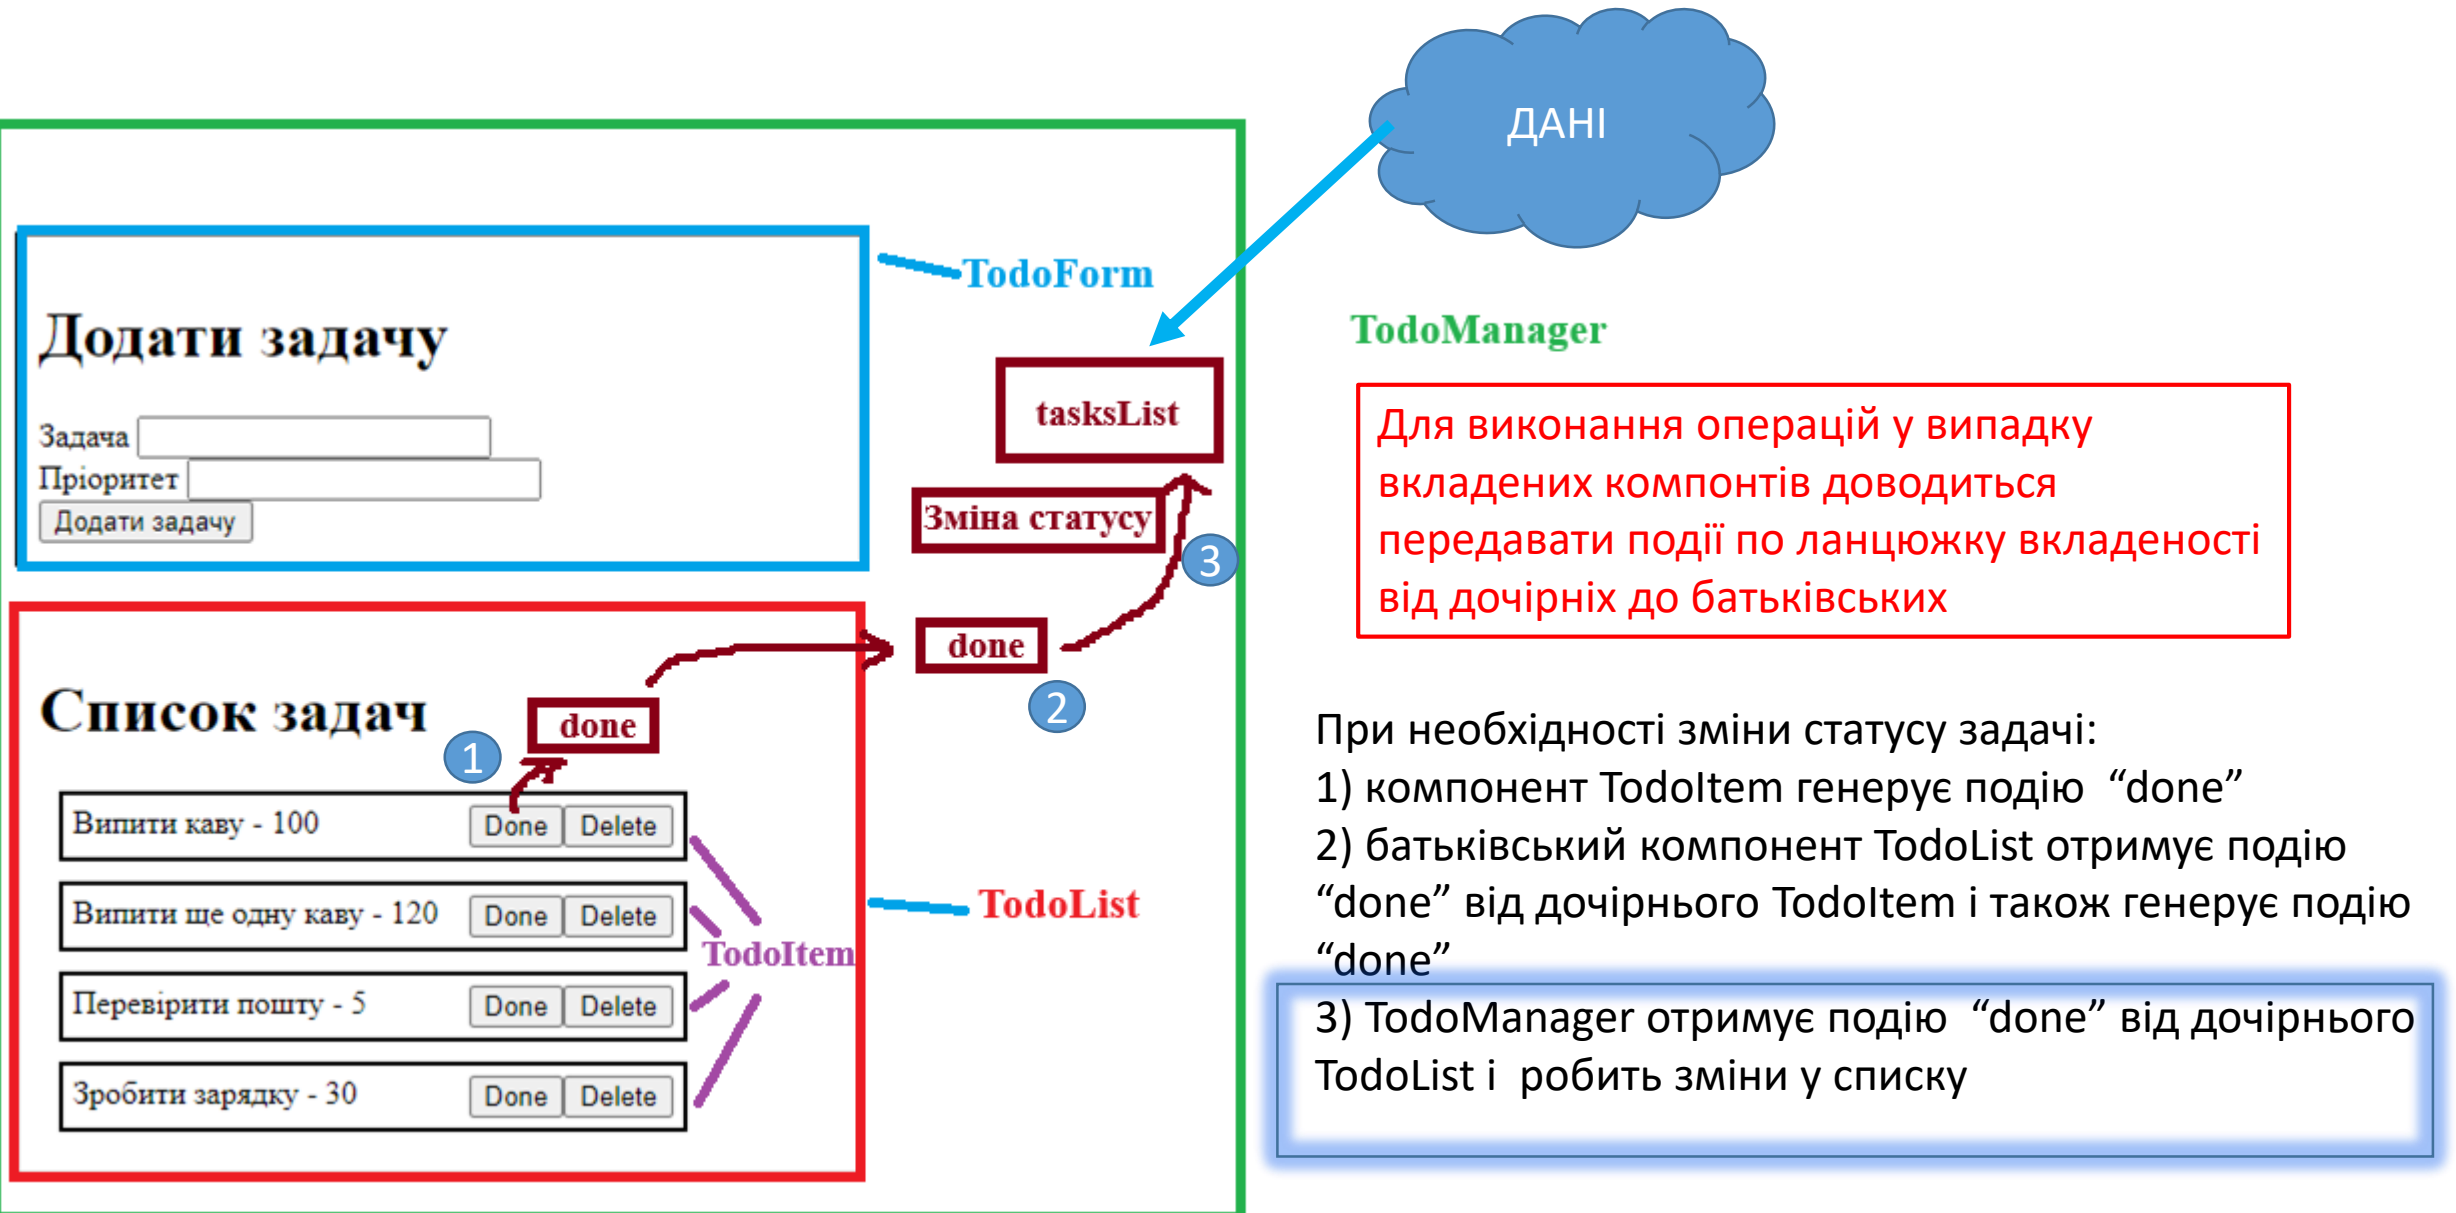 ДАНІ
TodoForm
Додати задачу
Задача
Пріоритет
Додати задачу
tasksList
Зміна статусу
3
done
2
Список задач
done
1
Випити каву - 100 Done Delete
Випити ще одну каву - 120 Done Delete
Перевірити пошту - 5 Done Delete
Зробити зарядку - 30 Done Delete
TodoItem
TodoList
TodoManager
Для виконання операцій у випадку
вкладених компонтів доводиться
передавати події по ланцюжку вкладеності
від дочірніх до батьківських
При необхідності зміни статусу задачі:
1) компонент TodoItem генерує подію “done”
2) батьківський компонент TodoList отримує подію
“done” від дочірнього TodoItem і також генерує подію
“done”
3) TodoManager отримує подію “done” від дочірнього
TodoList і робить зміни у списку